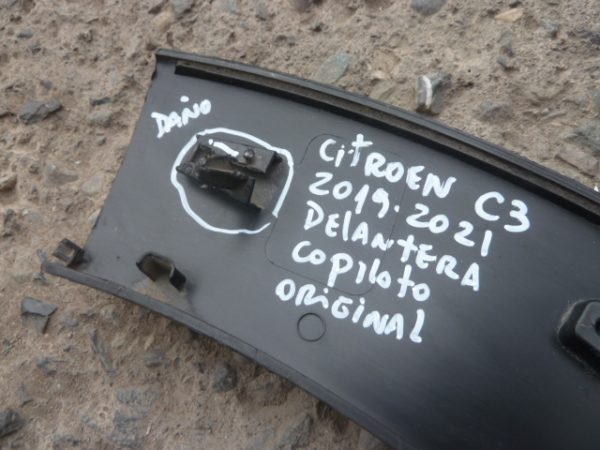 DAÑO
CitROEN C3
2019.2021
DElANtERA
COPiloto
ORiGiNAL